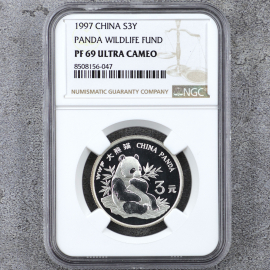 1997 CHINA S3Y
PANDA WILDLIFE FUND
PF 69 ULTRA CAMEO
8508156-047
NUMISMATIC GUARANTY COMPANY
NGC
WWF 大熊猫 CHINA PANDA
3元